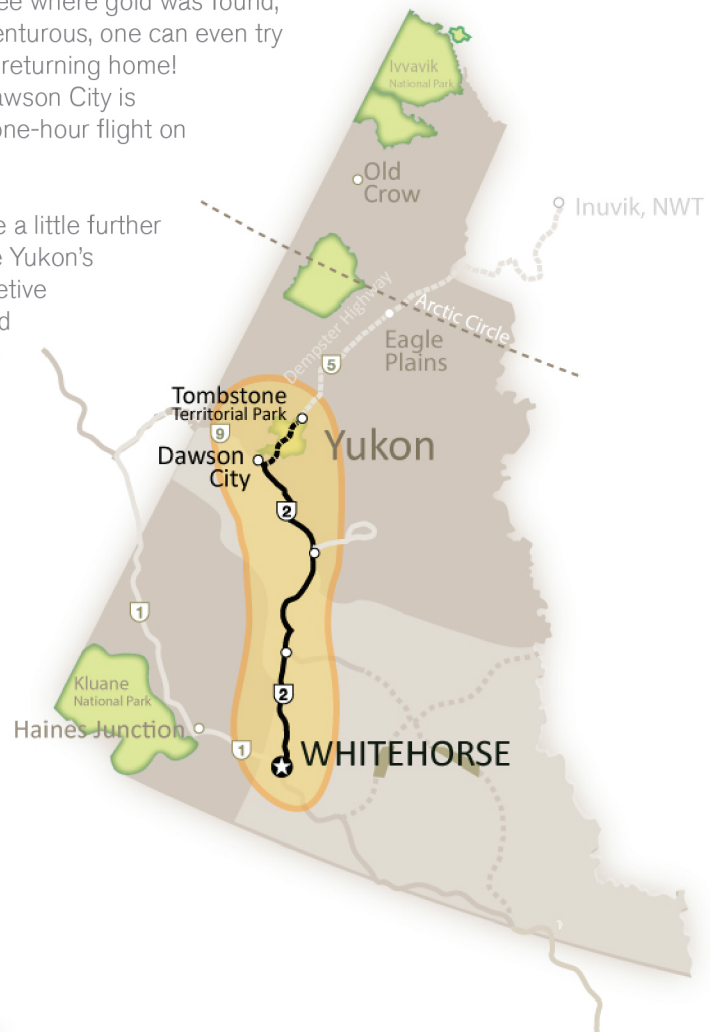 ee where gold was found,
enturous, one can even try
returning home!
awson City is
one-hour flight on
e a little further
e Yukon's
etive
d
Ivvavik
National Park
Old
Crow
Inuvik, NWT
Dempster Highway
Arctic Circle
Eagle
Plains
5
Tombstone
Territorial Park
9
Yukon
Dawson
City
2
1
Kluane
National Park
2
Haines Junction
1
WHITEHORSE